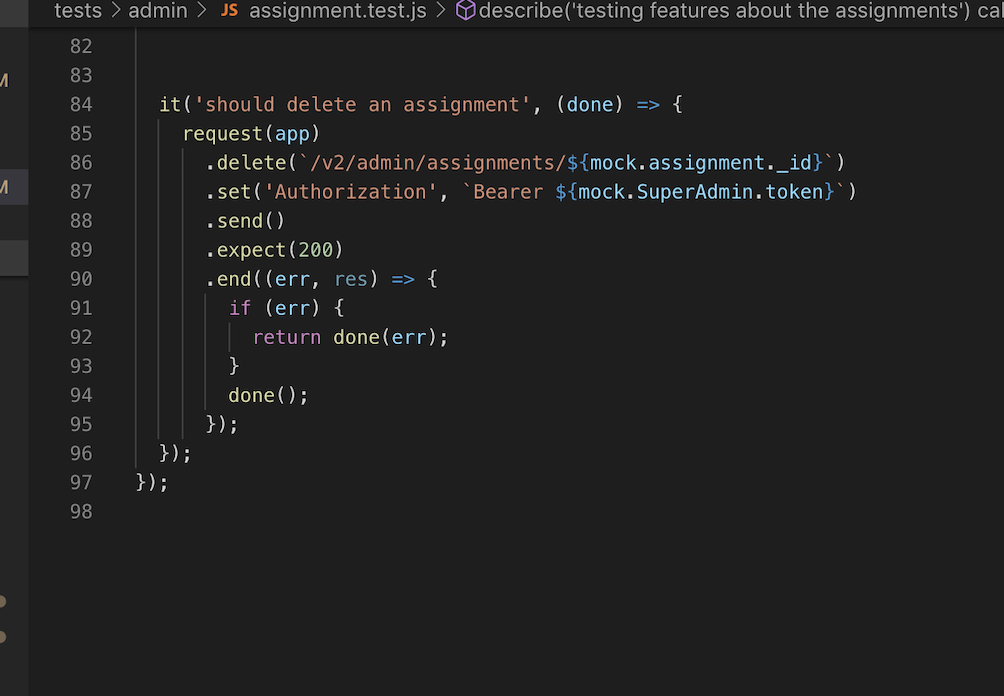 tests > admin > JS assignment.test.js > describe('testing features about the assignments')
82
83
84 it('should delete an assignment', (done) => {
85 request(app)
86 .delete(`/v2/admin/assignments/${mock.assignment._id}`)
87 .set('Authorization', `Bearer ${mock.SuperAdmin.token}`)
88 .send()
89 .expect(200)
90 .end((err, res) => {
91 if (err) {
92 return done(err);
93 }
94 done();
95 });
96 });
97 });
98
M
M